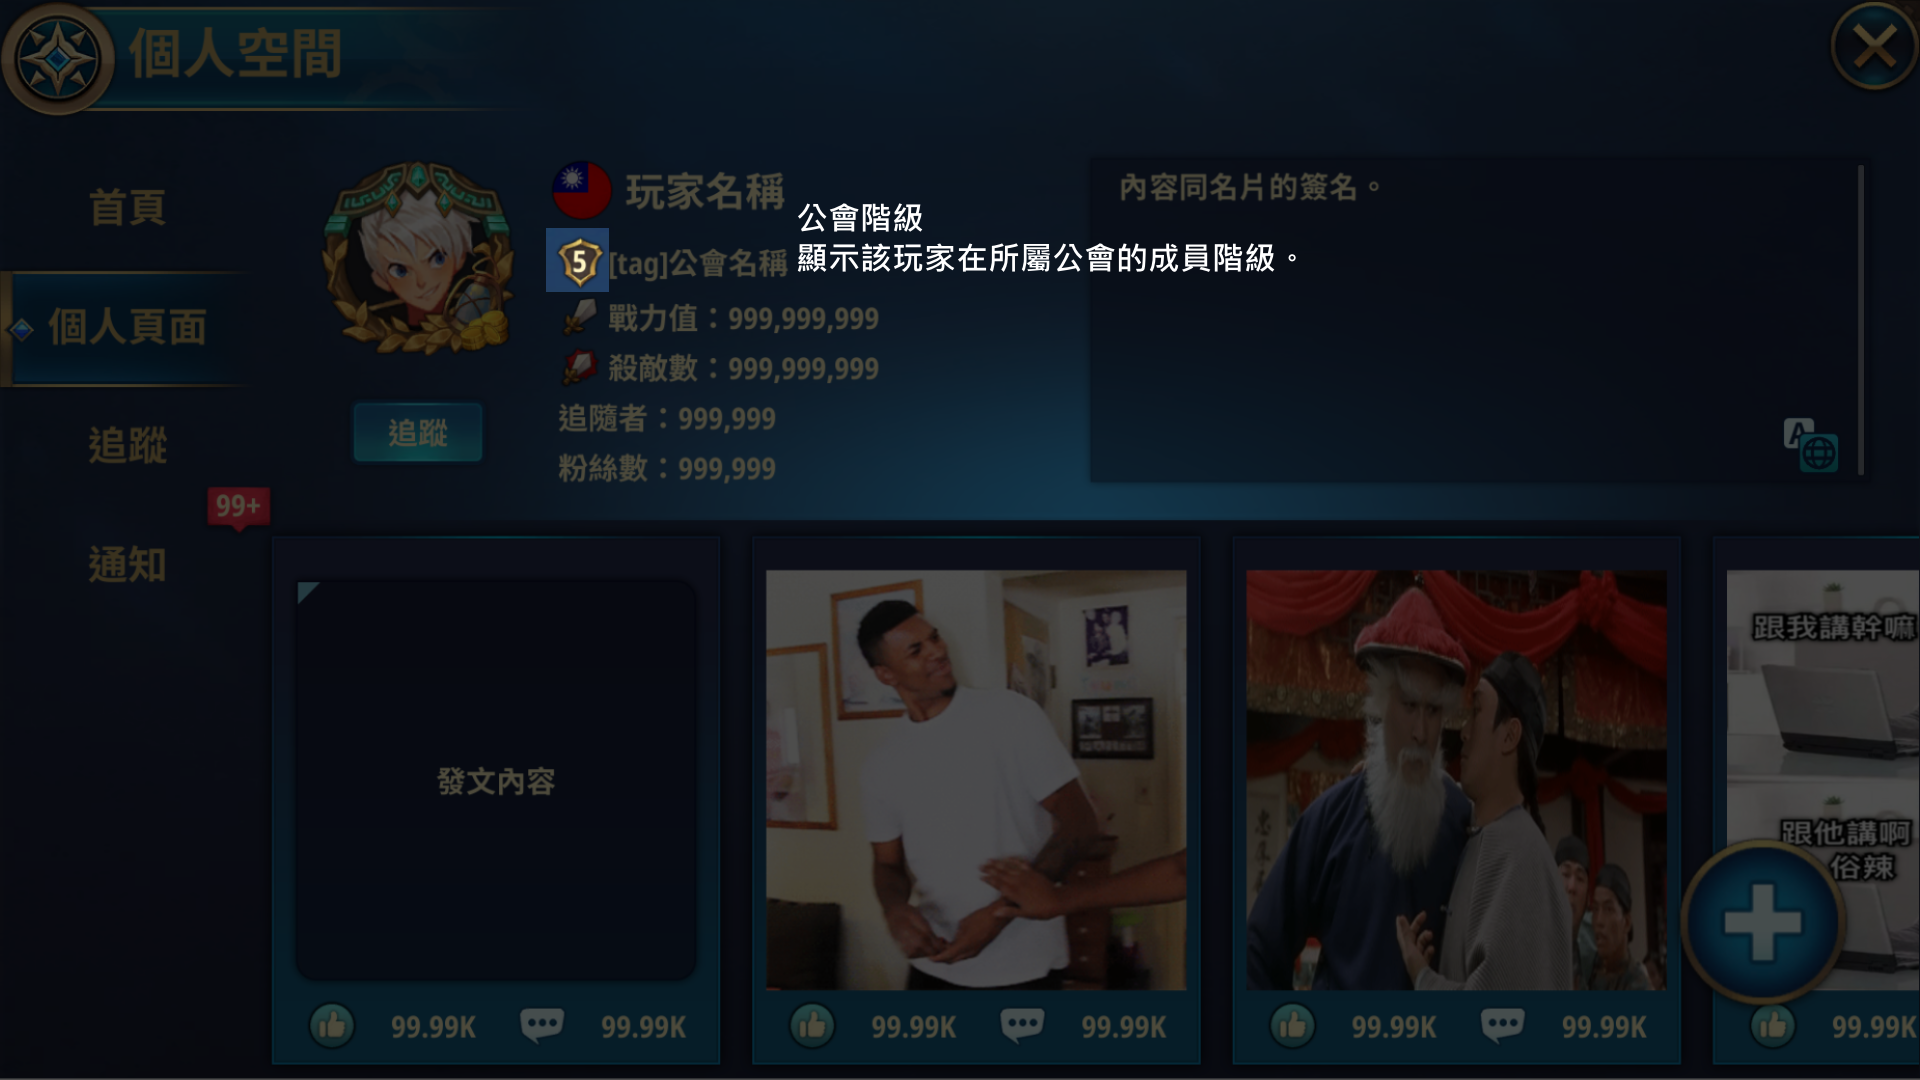 個人空間
首頁
個人頁面
追蹤
99+
通知
追蹤
玩家名稱
公會階級
顯示該玩家在所屬公會的成員階級。
5
[tag]公會名稱
戰力值：999,999,999
殺敵數：999,999,999
追隨者：999,999
粉絲數：999,999
內容同名片的簽名。
A
發文內容
跟我講幹嘛
跟他講啊
俗辣
99.99K
99.99K
99.99K
99.99K
99.99K
99.99K
99.99K